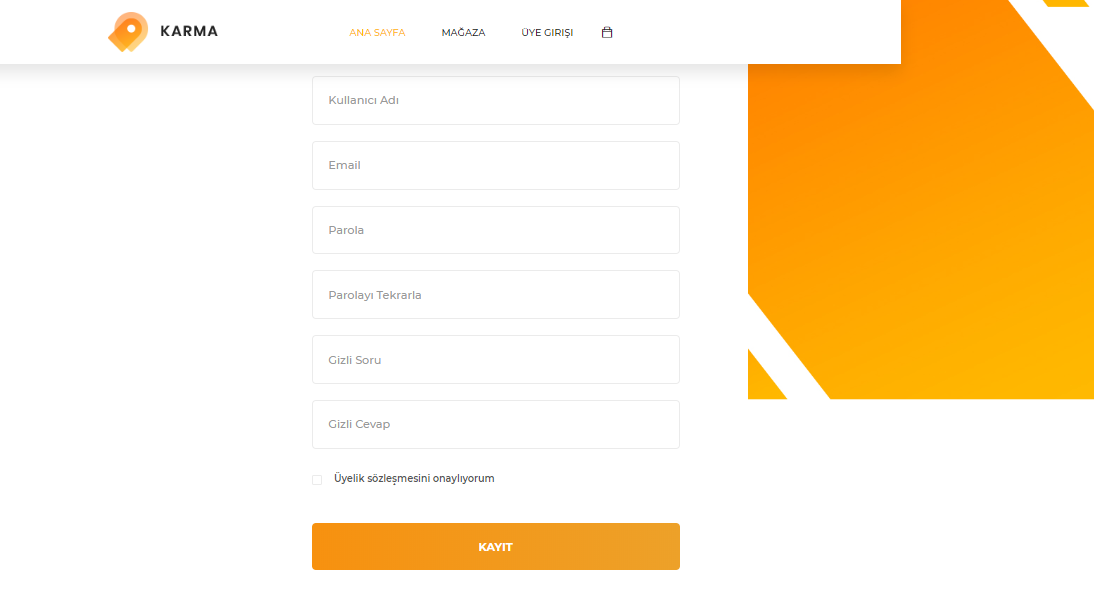 KARMA
ANA SAYFA
MAĞAZA
ÜYE GIRIŞI
Kullanıcı Adı
Email
Parola
Parolayı Tekrarla
Gizli Soru
Gizli Cevap
Üyelik sözleşmesini onaylıyorum
KAYIT